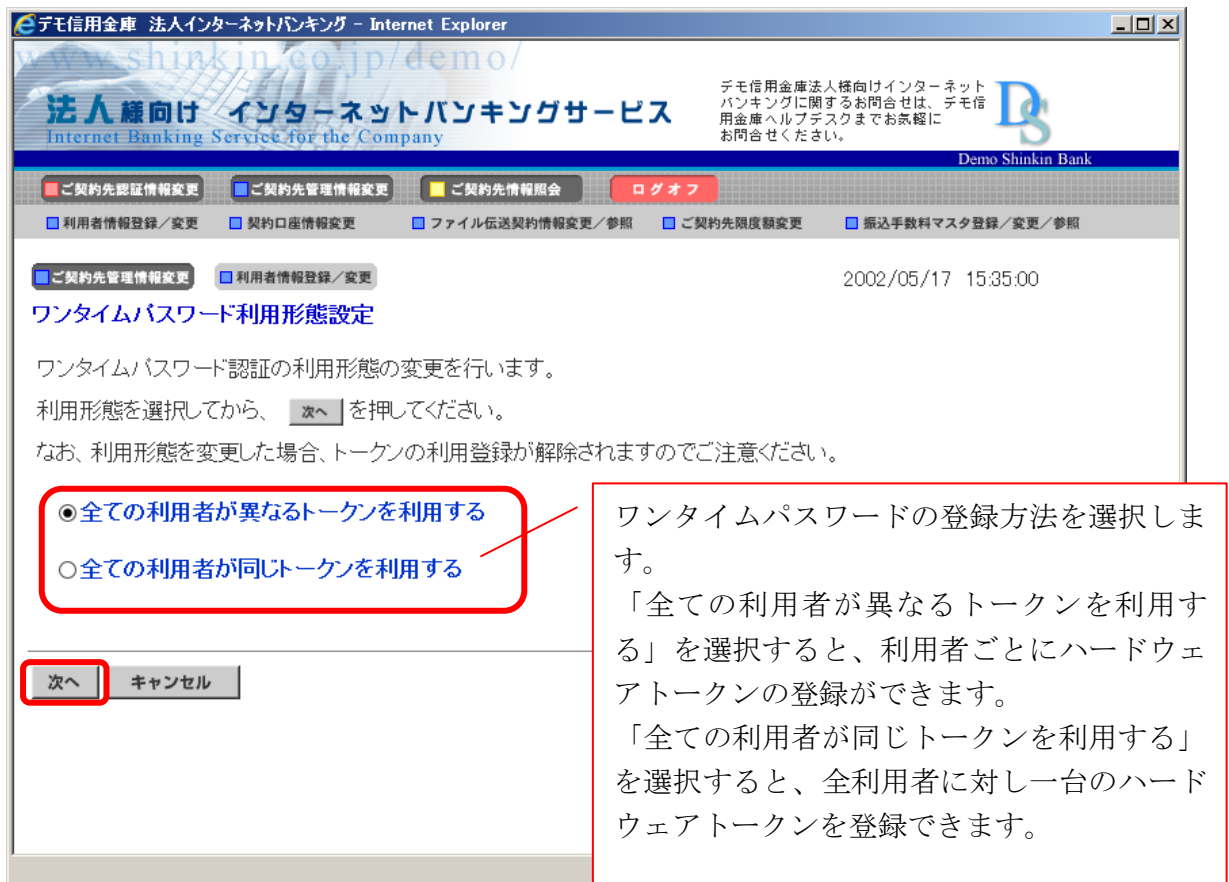 デモ信用金庫 法人インターネットバンキング - Internet Explorer
www.shinkin.co.jp/demo/
法人様向け インターネットバンキングサービス
Internet Banking Service for the Company
デモ信用金庫法人様向けインターネット
バンキングに関するお問合せは、デモ信
用金庫ヘルプデスクまでお気軽に
お問合せください。
DS
Demo Shinkin Bank
ご契約先認証情報変更 ご契約先管理情報変更 ご契約先情報照会 ログオフ
利用者情報登録/変更 契約口座情報変更 ファイル伝送契約情報変更/参照 ご契約先限度額変更 振込手数料マスタ登録/変更/参照
ご契約先管理情報変更 利用者情報登録/変更 2002/05/17 15:35:00
ワンタイムパスワード利用形態設定
ワンタイムパスワード認証の利用形態の変更を行います。
利用形態を選択してから、 次へ を押してください。
なお、利用形態を変更した場合、トークンの利用登録が解除されますのでご注意ください。
全ての利用者が異なるトークンを利用する
全ての利用者が同じトークンを利用する
次へ キャンセル
ワンタイムパスワードの登録方法を選択しま
す。
「全ての利用者が異なるトークンを利用す
る」を選択すると、利用者ごとにハードウェ
アトークンの登録ができます。
「全ての利用者が同じトークンを利用する」
を選択すると、全利用者に対し一台のハード
ウェアトークンを登録できます。